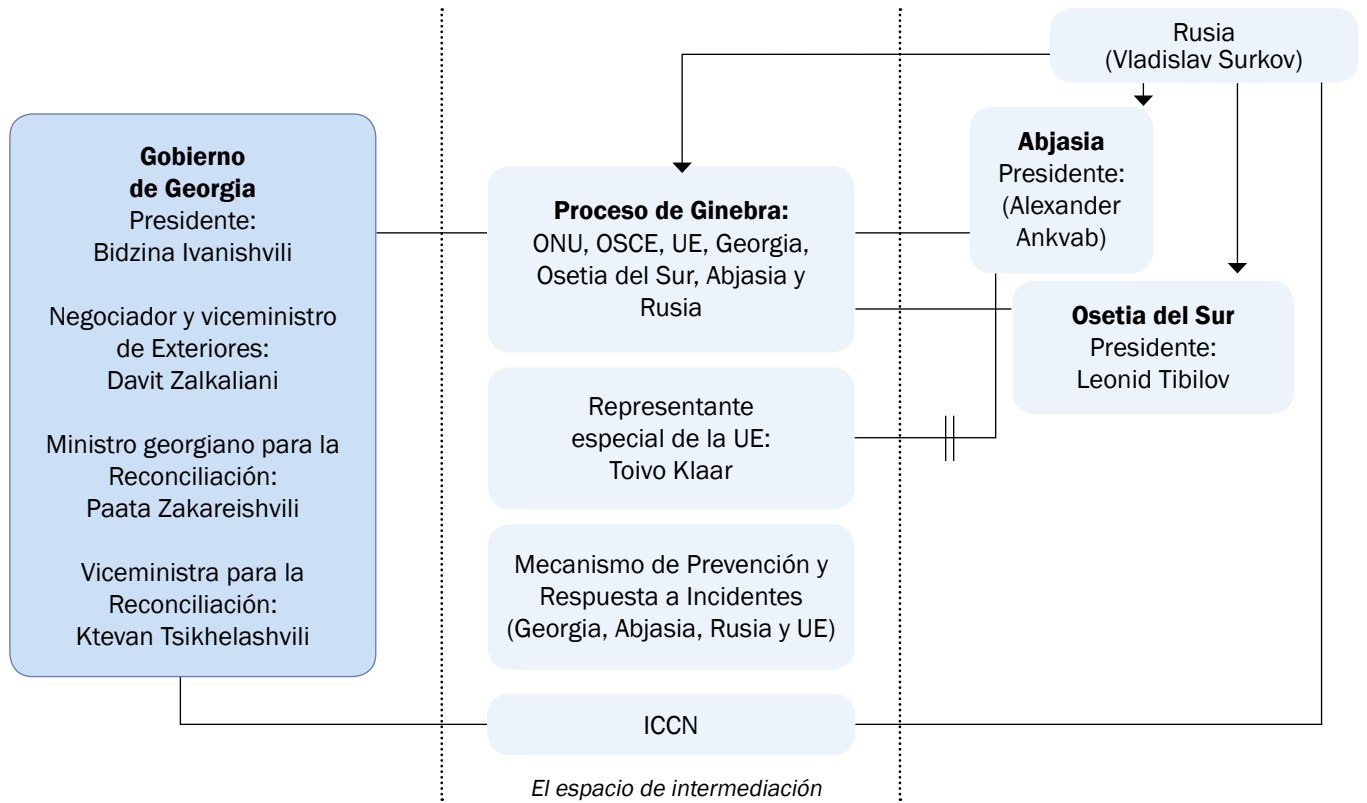 Gobierno
de Georgia
Presidente:
Bidzina Ivanishvili
Negociador y viceministro
de Exteriores:
Davit Zalkaliani
Ministro georgiano para la
Reconciliación:
Paata Zakareishvili
Viceministra para la
Reconciliación:
Ktevan Tsikhelashvili
Proceso de Ginebra:
ONU, OSCE, UE, Georgia,
Osetia del Sur, Abjasia y
Rusia
Representante
especial de la UE:
Toivo Klaar
Mecanismo de Prevención y
Respuesta a Incidentes
(Georgia, Abjasia, Rusia y UE)
ICCN
El espacio de intermediación
Rusia
(Vladislav Surkov)
Abjasia
Presidente:
(Alexander
Ankvab)
Osetia del Sur
Presidente:
Leonid Tibilov